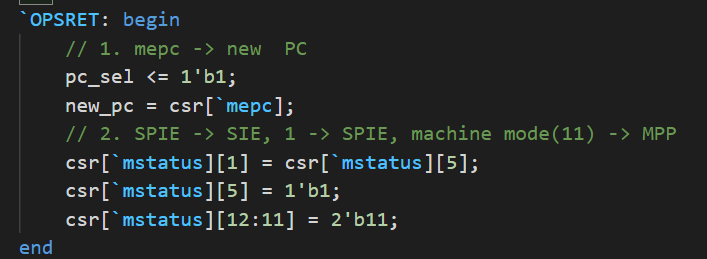 `OPSRET: begin
// 1. mepc -> new  PC
pc_sel <= 1'b1;
new_pc = csr[`mepc];
// 2. SPIE -> SIE, 1 -> SPIE, machine mode(11) -> MPP
csr[`mstatus][1] = csr[`mstatus][5];
csr[`mstatus][5] = 1'b1;
csr[`mstatus][12:11] = 2'b11;
end